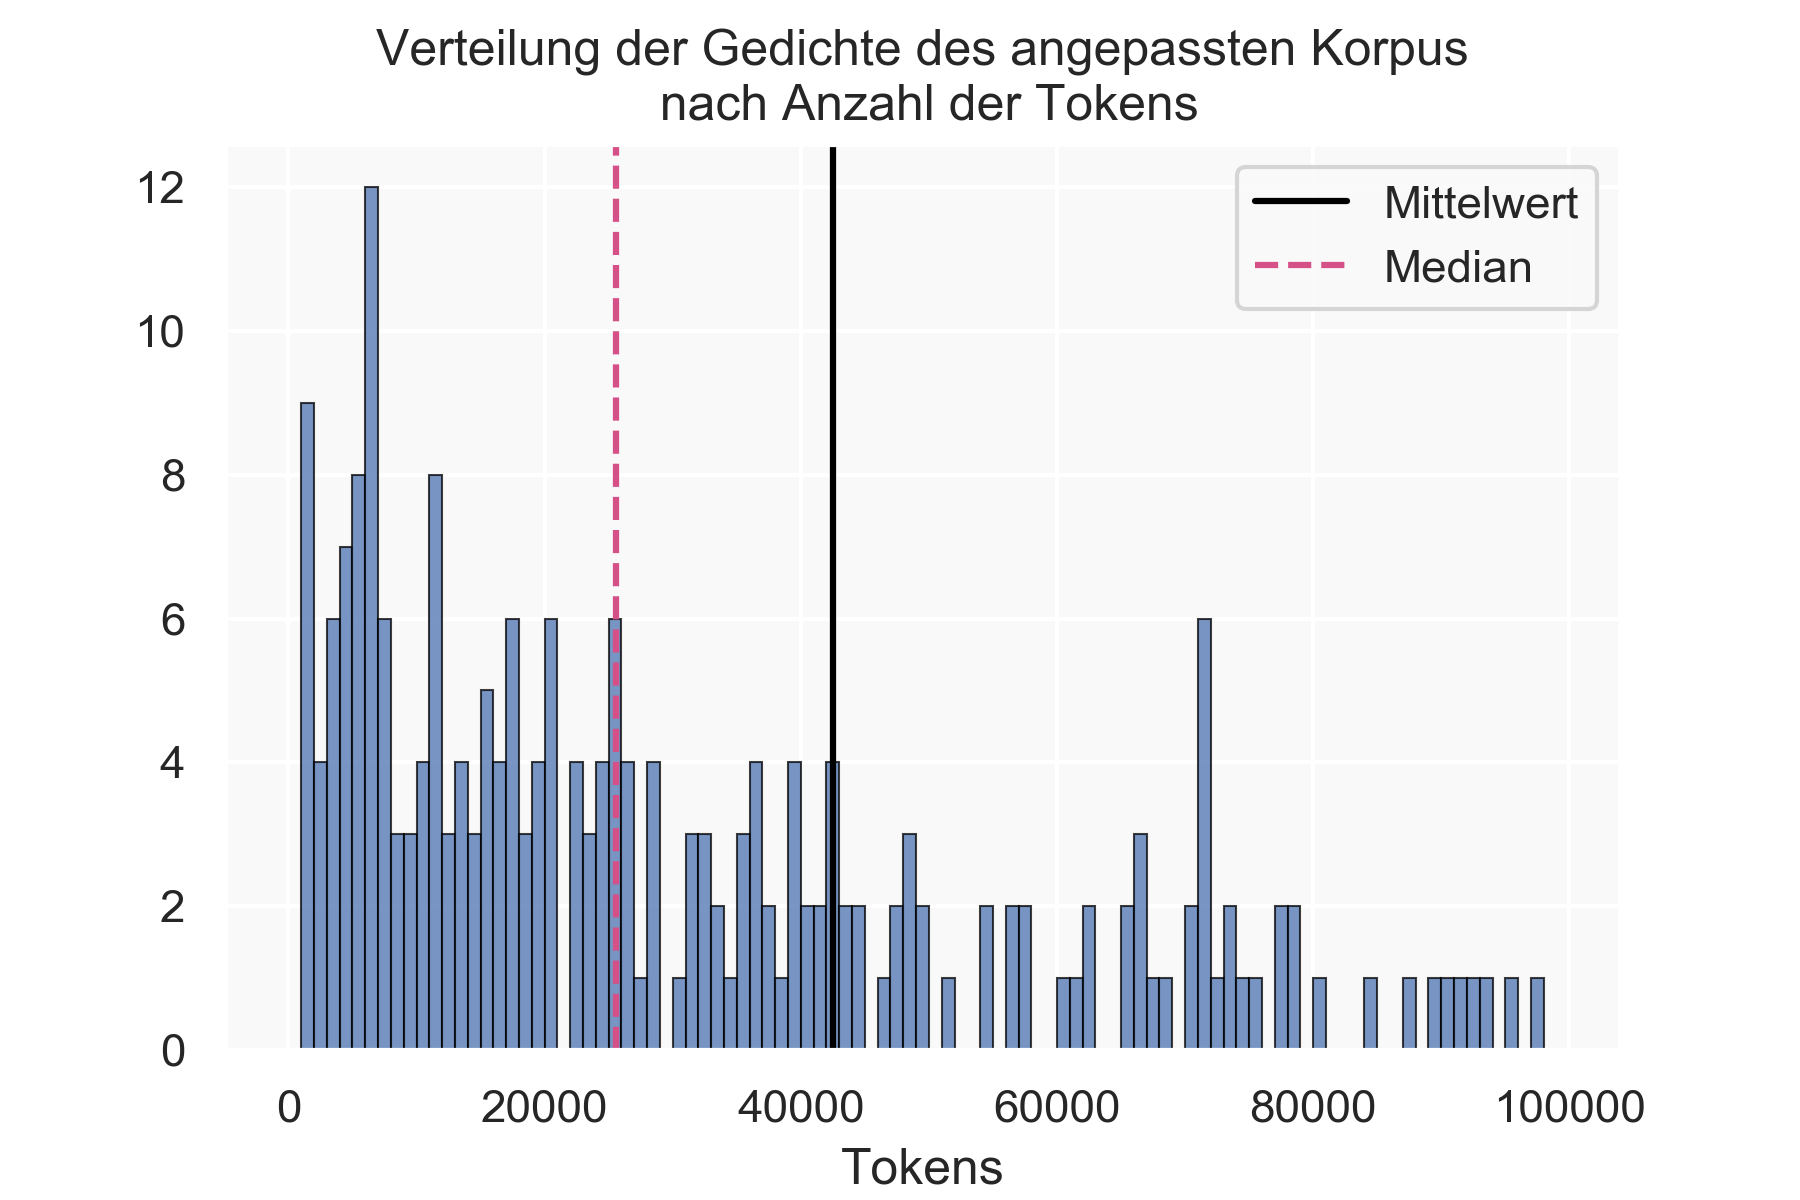 Verteilung der Gedichte des angepassten Korpus
nach Anzahl der Tokens
Mittelwert
Median
12
10
8
6
4
2
0
0 20000 40000 60000 80000 100000
Tokens